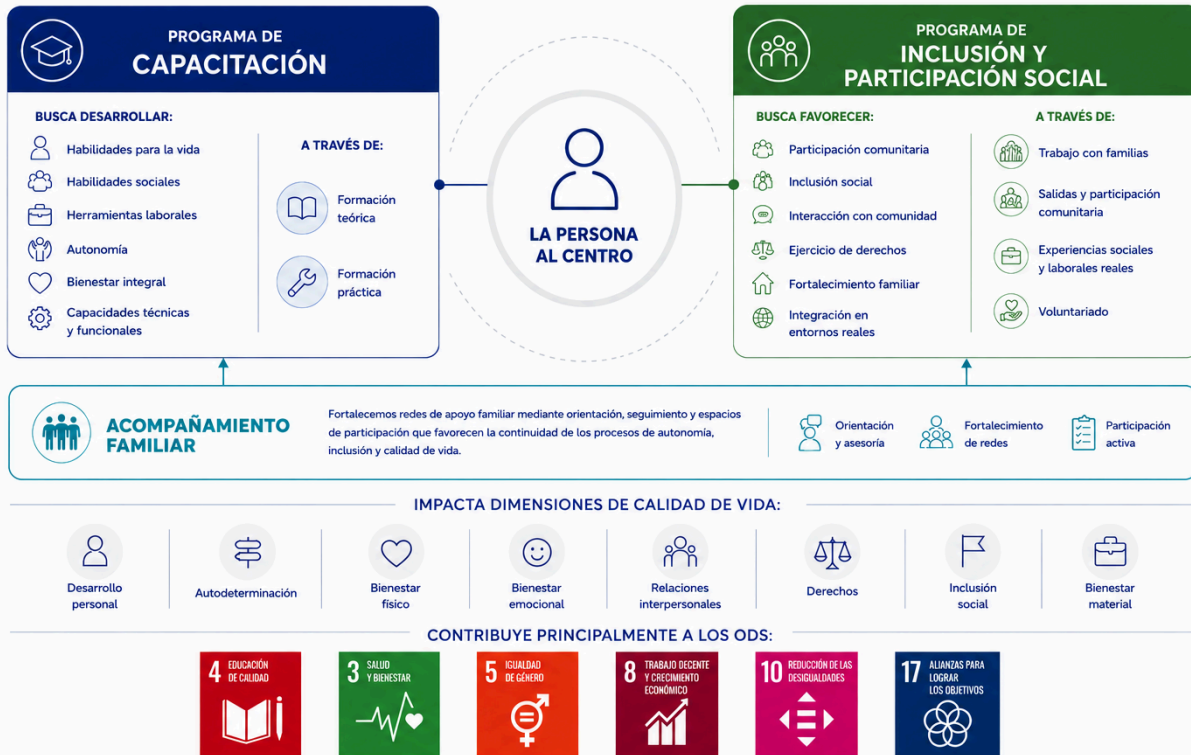 PROGRAMA DE
CAPACITACIÓN
BUSCA DESARROLLAR:
Habilidades para la vida
Habilidades sociales
Herramientas laborales
Autonomía
Bienestar integral
Capacidades técnicas
y funcionales
A TRAVÉS DE:
Formación
teórica
Formación
práctica
LA PERSONA
AL CENTRO
PROGRAMA DE
INCLUSIÓN Y
PARTICIPACIÓN SOCIAL
BUSCA FAVORECER:
Participación comunitaria
Inclusión social
Interacción con comunidad
Ejercicio de derechos
Fortalecimiento familiar
Integración en
entornos reales
A TRAVÉS DE:
Trabajo con familias
Salidas y participación
comunitaria
Experiencias sociales
y laborales reales
Voluntariado
ACOMPAÑAMIENTO
FAMILIAR
Fortalecemos redes de apoyo familiar mediante orientación, seguimiento y espacios
de participación que favorecen la continuidad de los procesos de autonomía,
inclusión y calidad de vida.
Orientación
y asesoría
Fortalecimiento
de redes
Participación
activa
IMPACTA DIMENSIONES DE CALIDAD DE VIDA:
Desarrollo
personal
Autodeterminación
Bienestar
físico
Bienestar
emocional
Relaciones
interpersonales
Derechos
Inclusión
social
Bienestar
material
CONTRIBUYE PRINCIPALMENTE A LOS ODS:
4 EDUCACIÓN
DE CALIDAD
3 SALUD
Y BIENESTAR
5 IGUALDAD
DE GÉNERO
8 TRABAJO DECENTE
Y CRECIMIENTO
ECONÓMICO
10 REDUCCIÓN DE LAS
DESIGUALDADES
17 ALIANZAS PARA
LOGRAR
LOS OBJETIVOS